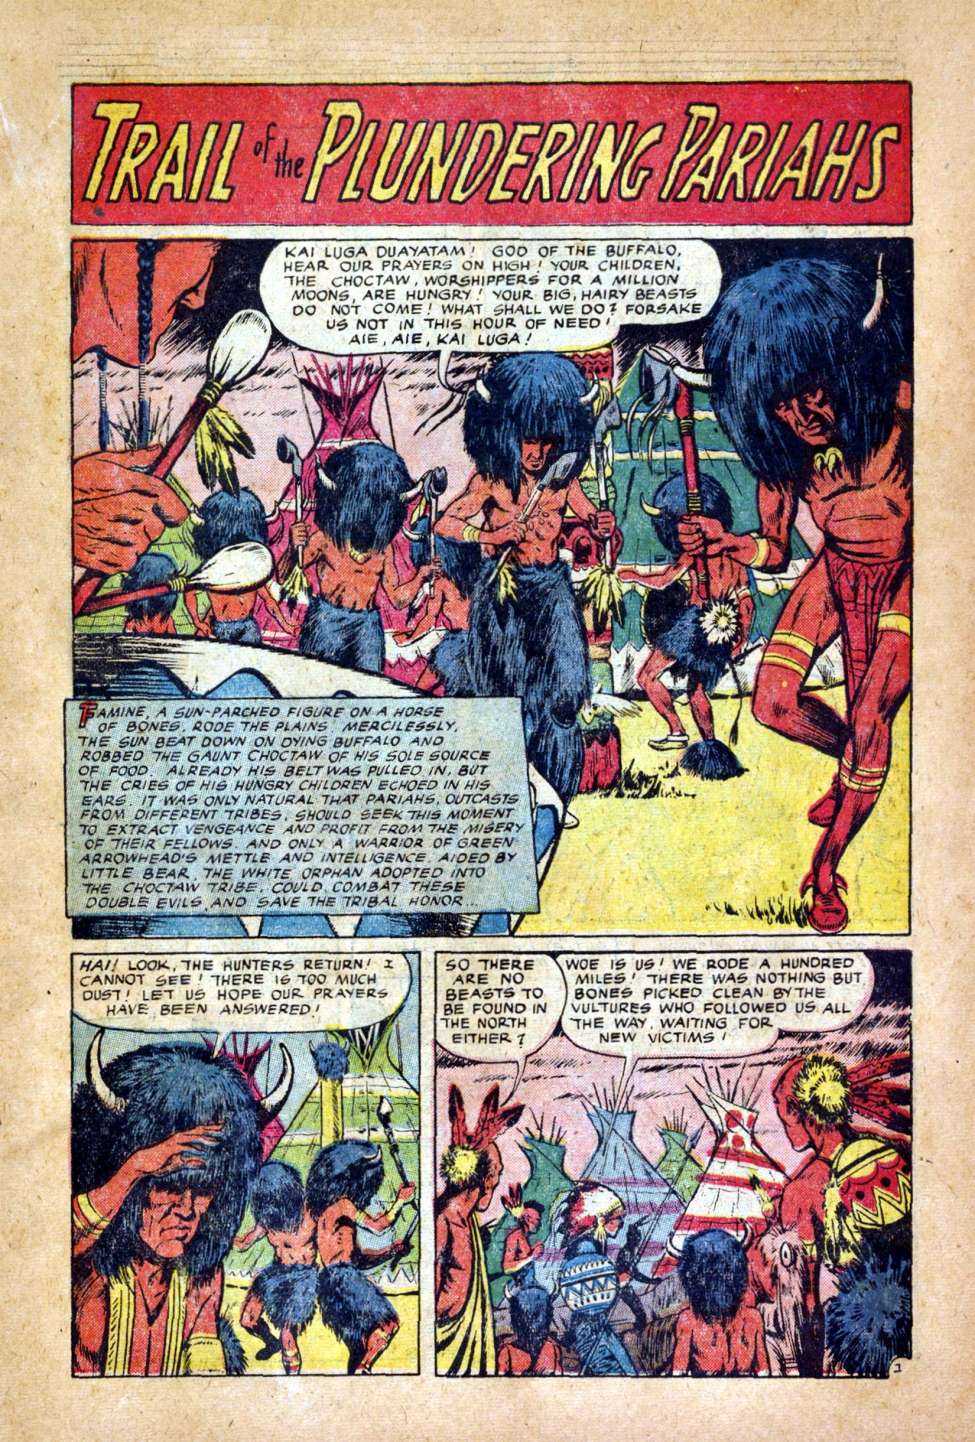 TRAIL of the PLUNDERING PARIAHS
KAI LUGA DUAYATAM! GOD OF THE BUFFALO,
HEAR OUR PRAYERS ON HIGH! YOUR CHILDREN,
THE CHOCTAW, WORSHIPPERS FOR A MILLION
MOONS, ARE HUNGRY! YOUR BIG, HAIRY BEASTS
DO NOT COME! WHAT SHALL WE DO? FORSAKE
US NOT IN THIS HOUR OF NEED!
AIE, AIE, KAI LUGA!
FAMINE, A SUN-PARCHED FIGURE ON A HORSE
OF BONES, RODE THE PLAINS MERCILESSLY.
THE SUN BEAT DOWN ON DYING BUFFALO AND
ROBBED THE GAUNT CHOCTAW OF HIS SOLE SOURCE
OF FOOD. ALREADY HIS BELT WAS PULLED IN, BUT
THE CRIES OF HIS HUNGRY CHILDREN ECHOED IN HIS
EARS. IT WAS ONLY NATURAL THAT PARIAHS, OUTCASTS
FROM DIFFERENT TRIBES, SHOULD SEEK THIS MOMENT
TO EXTRACT VENGEANCE AND PROFIT FROM THE MISERY
OF THEIR FELLOWS. AND ONLY A WARRIOR OF GREEN
ARROWHEAD'S METTLE AND INTELLIGENCE, AIDED BY
LITTLE BEAR, THE WHITE ORPHAN ADOPTED INTO
THE CHOCTAW TRIBE, COULD COMBAT THESE
DOUBLE EVILS AND SAVE THE TRIBAL HONOR...
HAI! LOOK, THE HUNTERS RETURN! I
CANNOT SEE! THERE IS TOO MUCH
DUST! LET US HOPE OUR PRAYERS
HAVE BEEN ANSWERED!
SO THERE
ARE NO
BEASTS TO
BE FOUND IN
THE NORTH
EITHER?
WOE IS US! WE RODE A HUNDRED
MILES! THERE WAS NOTHING BUT
BONES PICKED CLEAN BY THE
VULTURES WHO FOLLOWED US ALL
THE WAY, WAITING FOR
NEW VICTIMS!
1